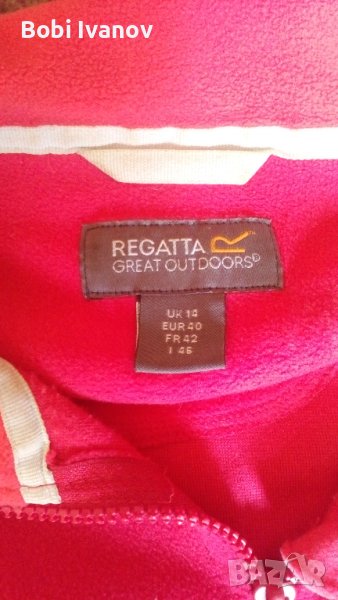 Bobi Ivanov
REGATTA
GREAT OUTDOORS®
UK 14
EUR 40
FR 42
I 46
BAZAR